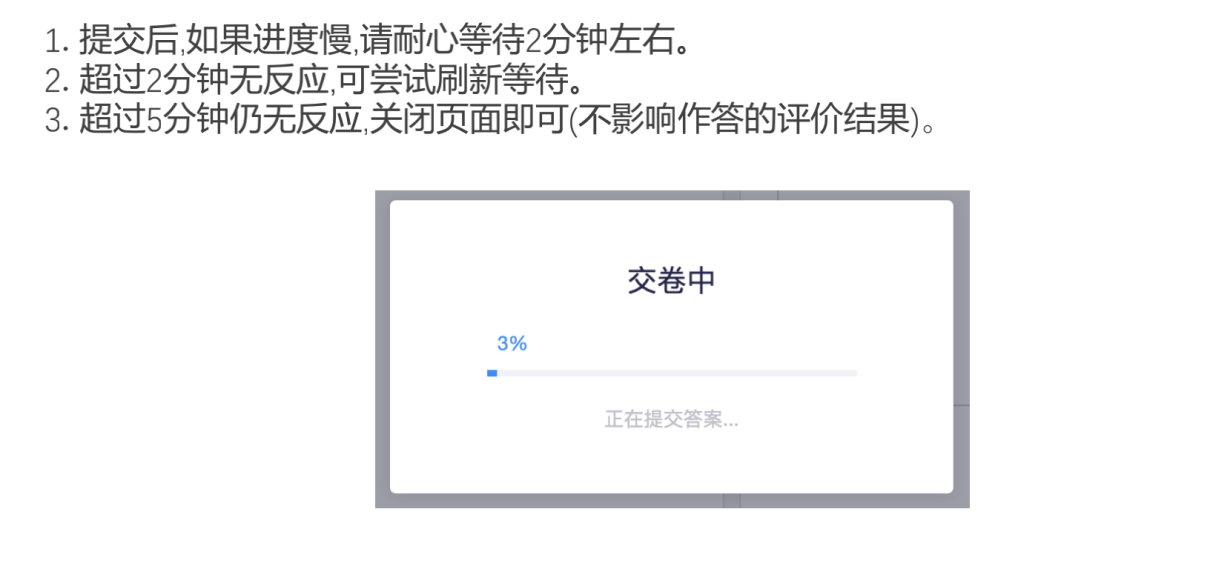 1. 提交后,如果进度慢,请耐心等待2分钟左右。
2. 超过2分钟无反应,可尝试刷新等待。
3. 超过5分钟仍无反应,关闭页面即可(不影响作答的评价结果)。
交卷中
3%
正在提交答案...